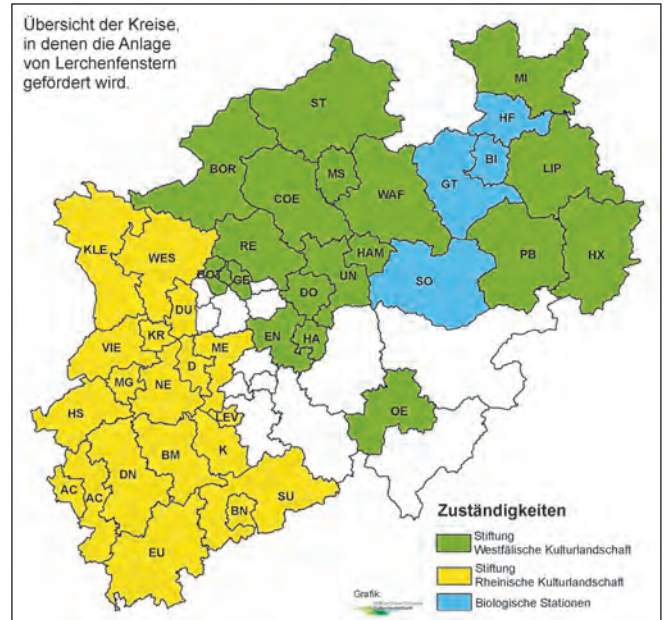 Übersicht der Kreise,
in denen die Anlage
von Lerchenfenstern
gefördert wird.
MI
ST
HF
BI
BOR
MS
GT
LIP
COE
WAF
KLE
WES
RE
HAM
PB
HX
BOT
GE
UN
SO
DU
DO
KR
EN
HA
VIE
ME
D
MG
NE
HS
LEV
OE
BM
K
DN
AC
AC
SU
BN
EU
Zuständigkeiten
Stiftung
Westfälische Kulturlandschaft
Stiftung
Rheinische Kulturlandschaft
Biologische Stationen
Grafik: